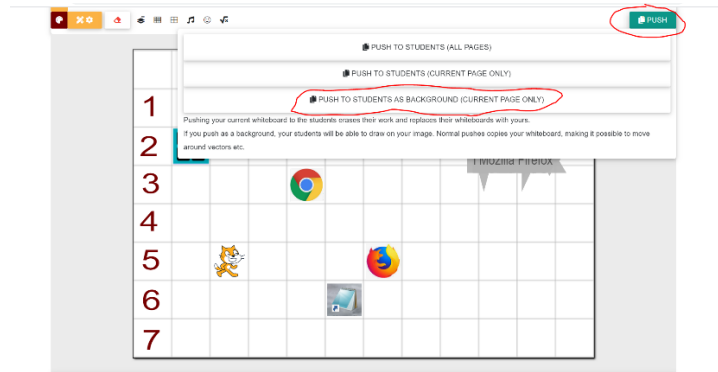 PUSH
PUSH TO STUDENTS (ALL PAGES)
PUSH TO STUDENTS (CURRENT PAGE ONLY)
PUSH TO STUDENTS AS BACKGROUND (CURRENT PAGE ONLY)
Pushing your current whiteboard to the students erases their work and replaces their whiteboards with yours.
If you push as a background, your students will be able to draw on your image. Normal pushes copies your whiteboard, making it possible to move
around vectors etc.
1
2
Mozilla Firefox
3
4
5
6
7